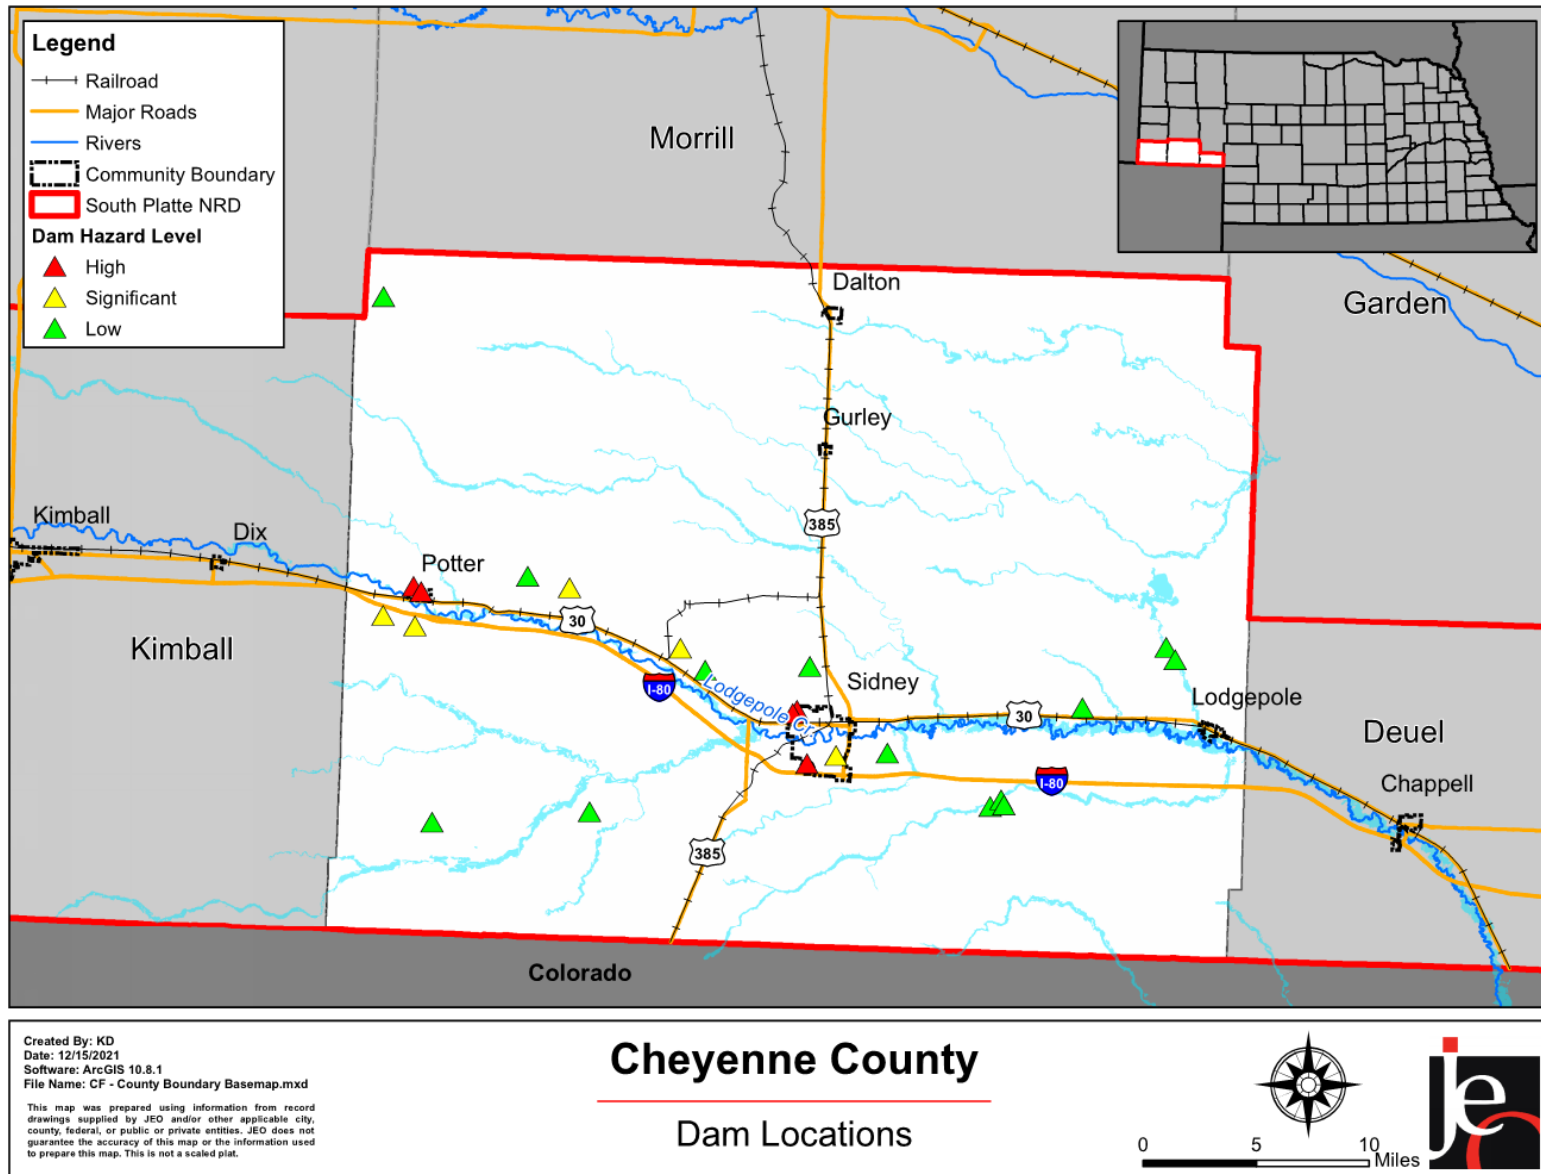 Legend
Railroad
Major Roads
Rivers
Community Boundary
South Platte NRD
Dam Hazard Level
High
Significant
Low
Morrill
Garden
Dalton
Gurley
385
Kimball
Dix
Potter
30
Kimball
I-80
Lodgepole Cr
Sidney
30
Lodgepole
Deuel
I-80
Chappell
385
Colorado
Created By: KD
Date: 12/15/2021
Software: ArcGIS 10.8.1
File Name: CF - County Boundary Basemap.mxd
This map was prepared using information from record
drawings supplied by JEO and/or other applicable city,
county, federal, or public or private entities. JEO does not
guarantee the accuracy of this map or the information used
to prepare this map. This is not a scaled plat.
Cheyenne County
Dam Locations
0 5 10
Miles
jeo